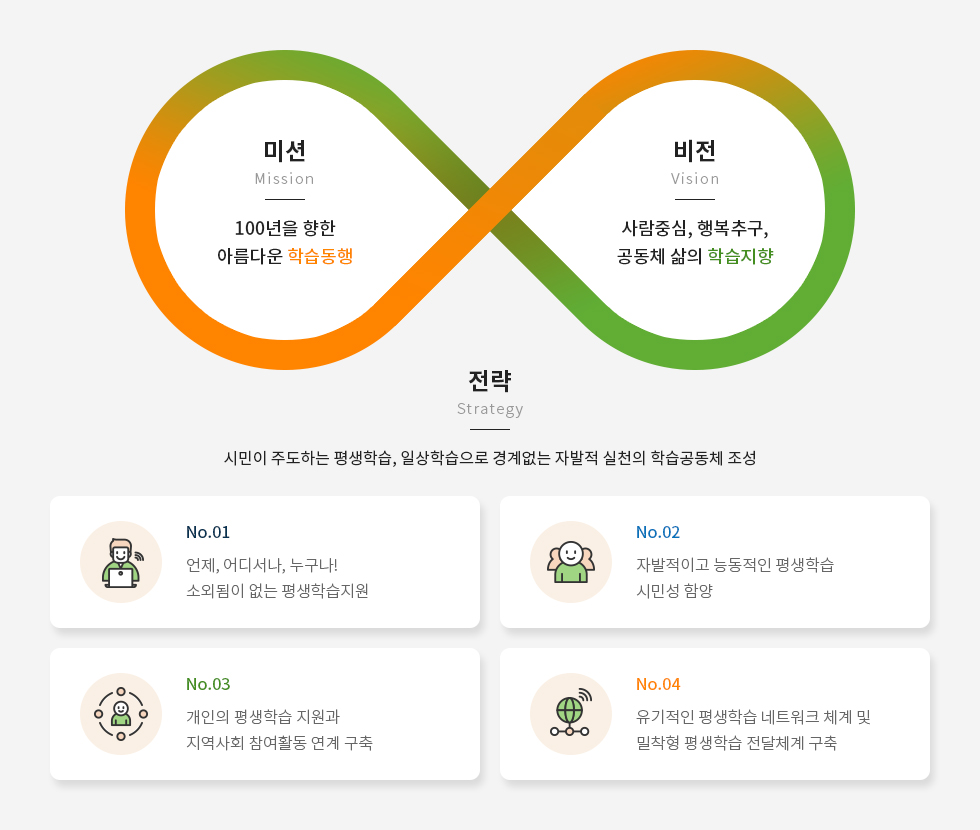 미션
Mission
100년을 향한
아름다운 학습동행
비전
Vision
사람중심, 행복추구,
공동체 삶의 학습지향
전략
Strategy
시민이 주도하는 평생학습, 일상학습으로 경계없는 자발적 실천의 학습공동체 조성
No.01
언제, 어디서나, 누구나!
소외됨이 없는 평생학습지원
No.02
자발적이고 능동적인 평생학습
시민성 함양
No.03
개인의 평생학습 지원과
지역사회 참여활동 연계 구축
No.04
유기적인 평생학습 네트워크 체계 및
밀착형 평생학습 전달체계 구축